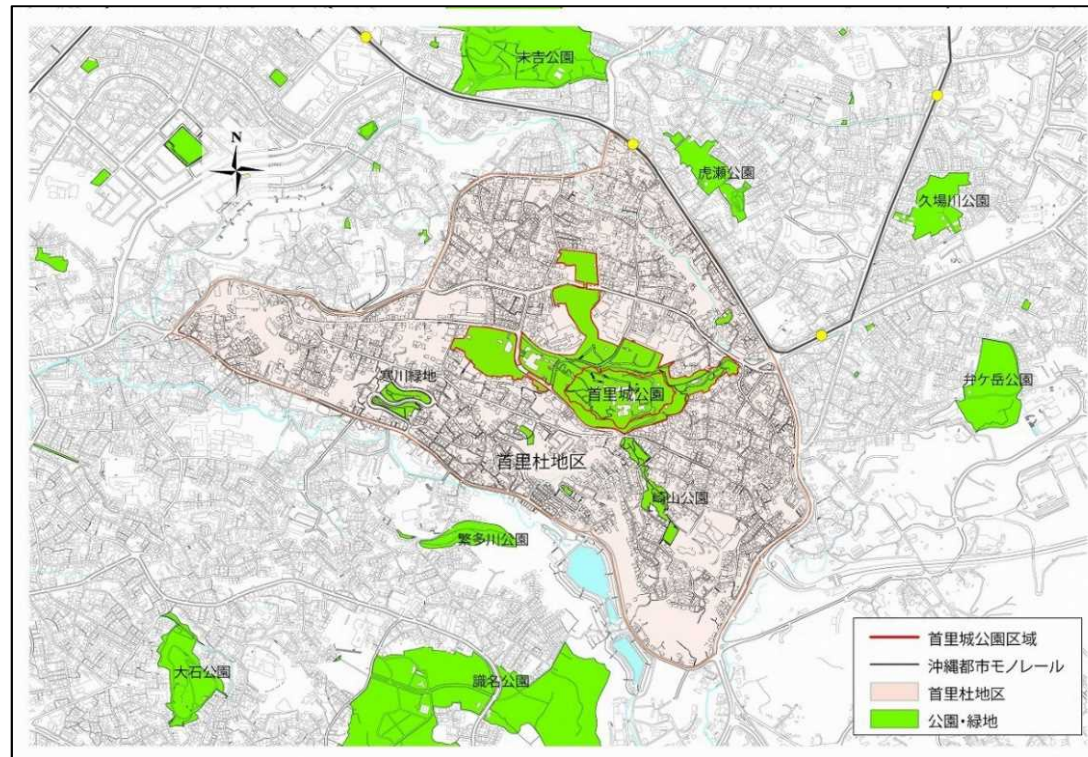 末吉公園
N
虎瀬公園
久場川公園
弁ケ岳公園
寒川緑地
首里城公園
首里杜地区
崎山公園
繁多川公園
大石公園
識名公園
首里城公園区域
沖縄都市モノレール
首里杜地区
公園・緑地